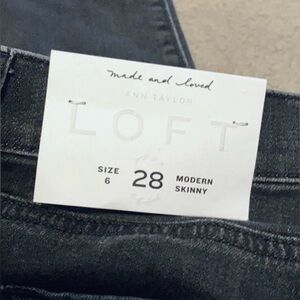 made and loved
ANN TAYLOR
LOFT
SIZE 6
28
MODERN SKINNY